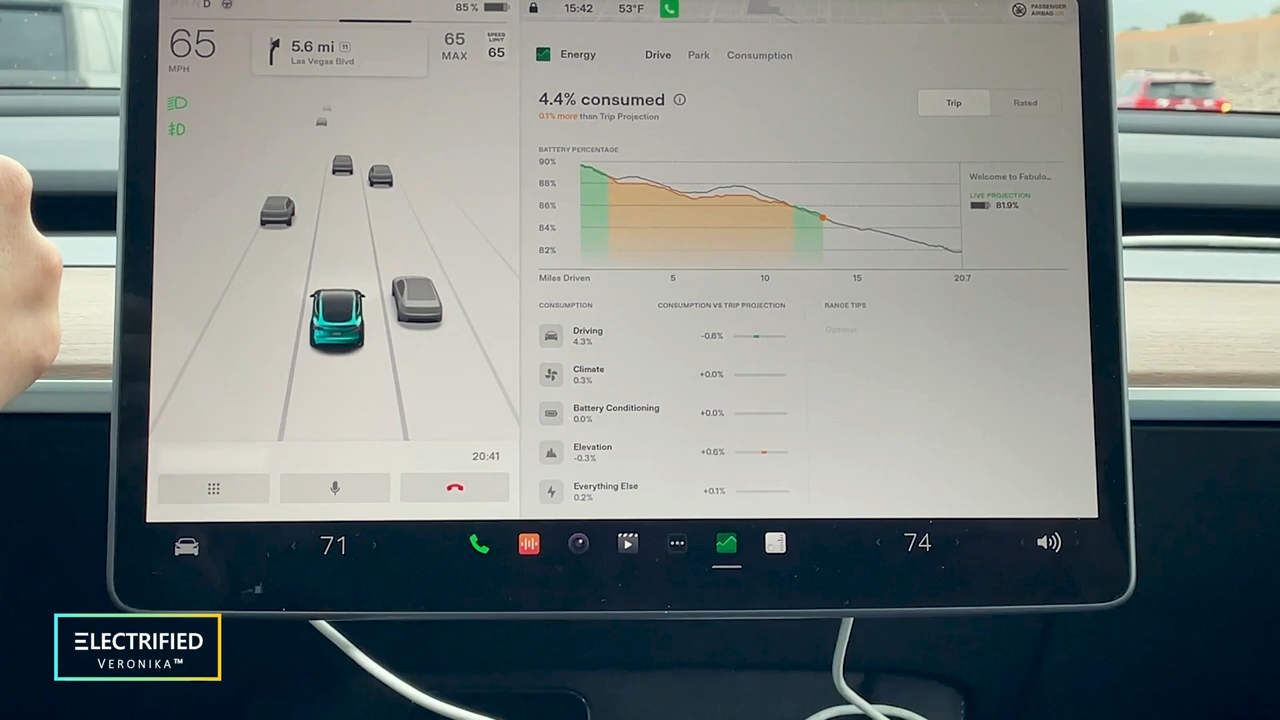 PRND
85%
15:42
53°F
PASSENGER
AIRBAG
65
MPH
5.6 mi 11
Las Vegas Blvd
65
MAX
SPEED
LIMIT
65
Energy
Drive
Park
Consumption
4.4% consumed
0.1% more than Trip Projection
Trip
Rated
BATTERY PERCENTAGE
90%
88%
86%
84%
82%
Welcome to Fabulo...
LIVE PROJECTION
81.9%
Miles Driven
5
10
15
20.7
CONSUMPTION
CONSUMPTION VS TRIP PROJECTION
RANGE TIPS
Driving
4.3%
-0.6%
Optimal
Climate
0.3%
+0.0%
Battery Conditioning
0.0%
+0.0%
Elevation
-0.3%
+0.6%
Everything Else
0.2%
+0.1%
20:41
71
74
ELECTRIFIED
VERONIKA™